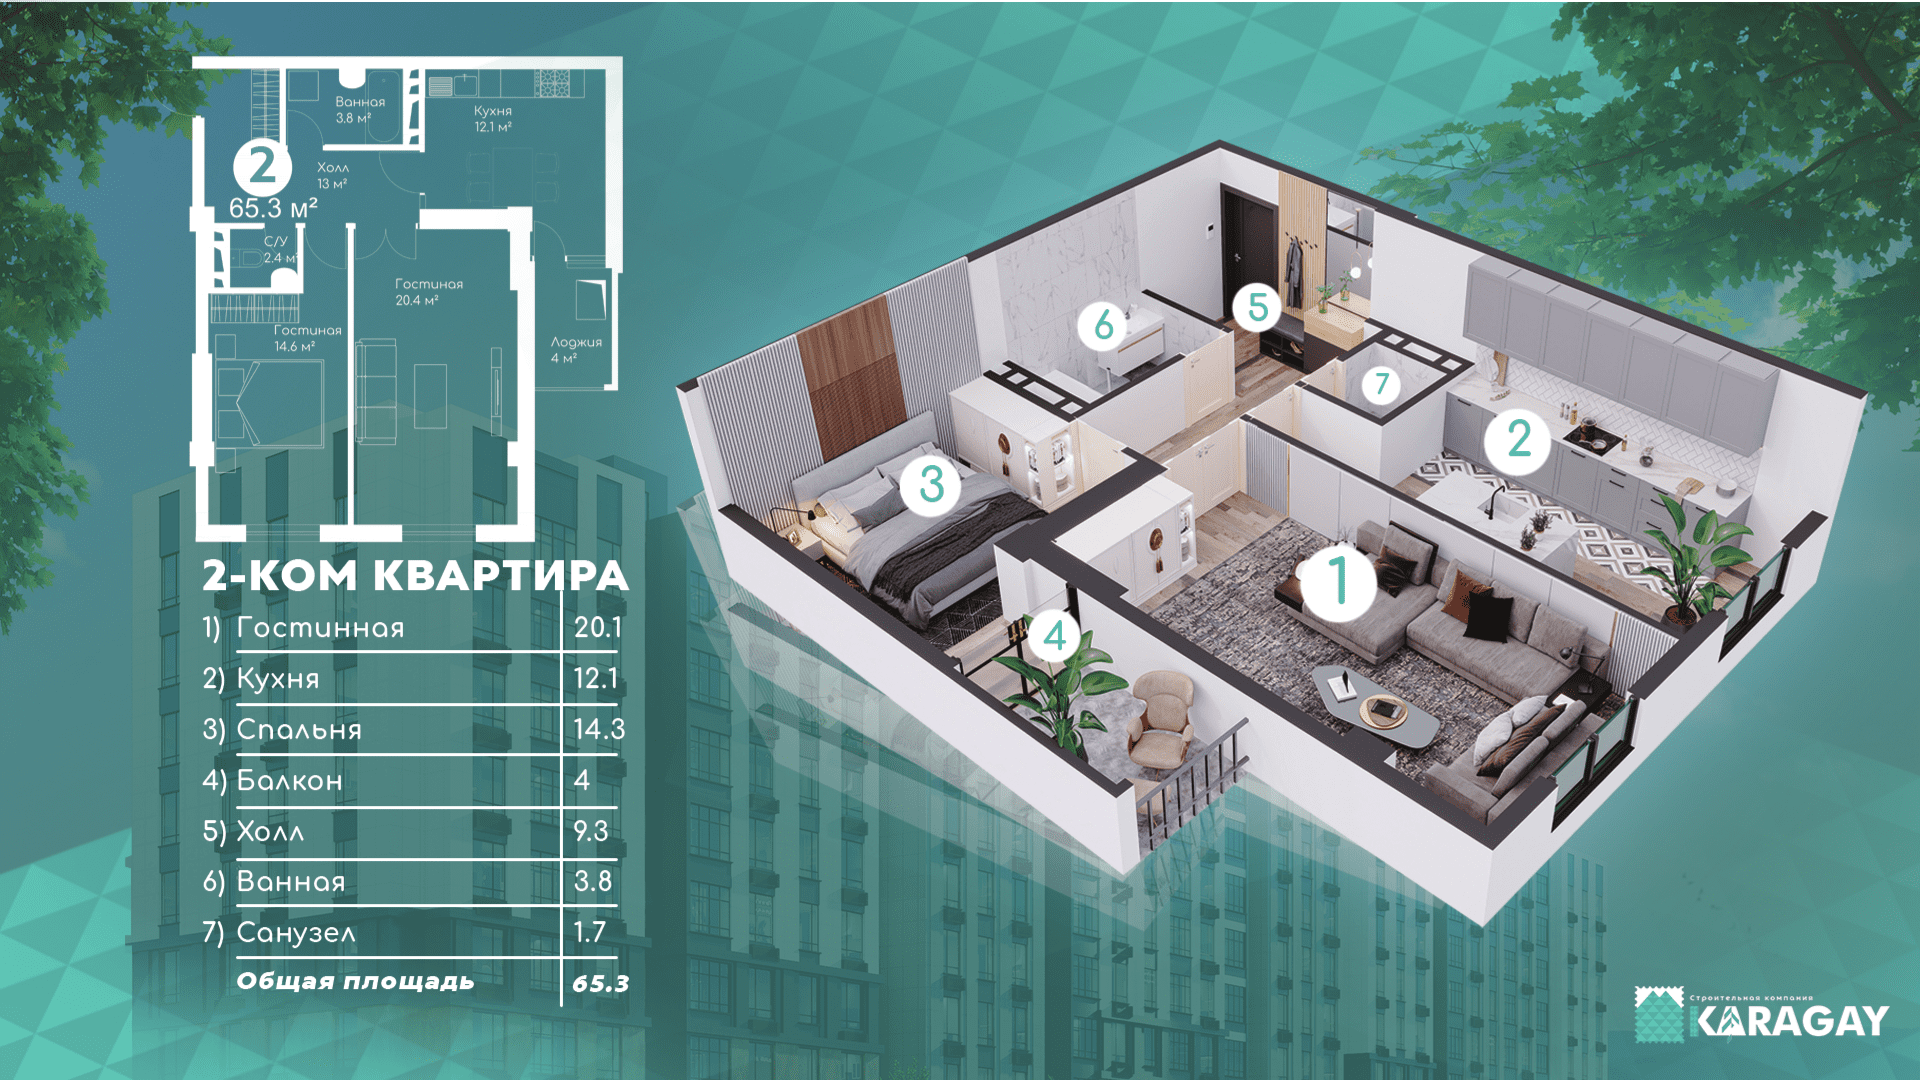 Ванная
3.8 м²
Кухня
12.1 м²
Холл
13 м²
2
65.3 м²
С/У
2.4 м²
Гостиная
20.4 м²
Гостиная
14.6 м²
Лоджия
4 м²
2-КОМ КВАРТИРА
1) Гостинная 20.1
2) Кухня 12.1
3) Спальня 14.3
4) Балкон 4
5) Холл 9.3
6) Ванная 3.8
7) Санузел 1.7
Общая площадь 65.3
6
5
7
2
3
1
4
Строительная компания
KARAGAY